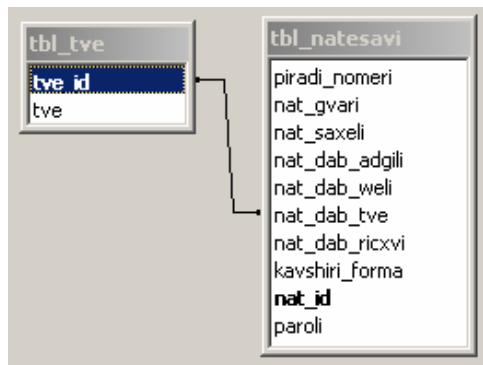 tbl_tve
tve_id
tve
tbl_natesavi
piradi_nomeri
nat_gvari
nat_saxeli
nat_dab_adgili
nat_dab_weli
nat_dab_tve
nat_dab_ricxvi
kavshiri_forma
nat_id
paroli